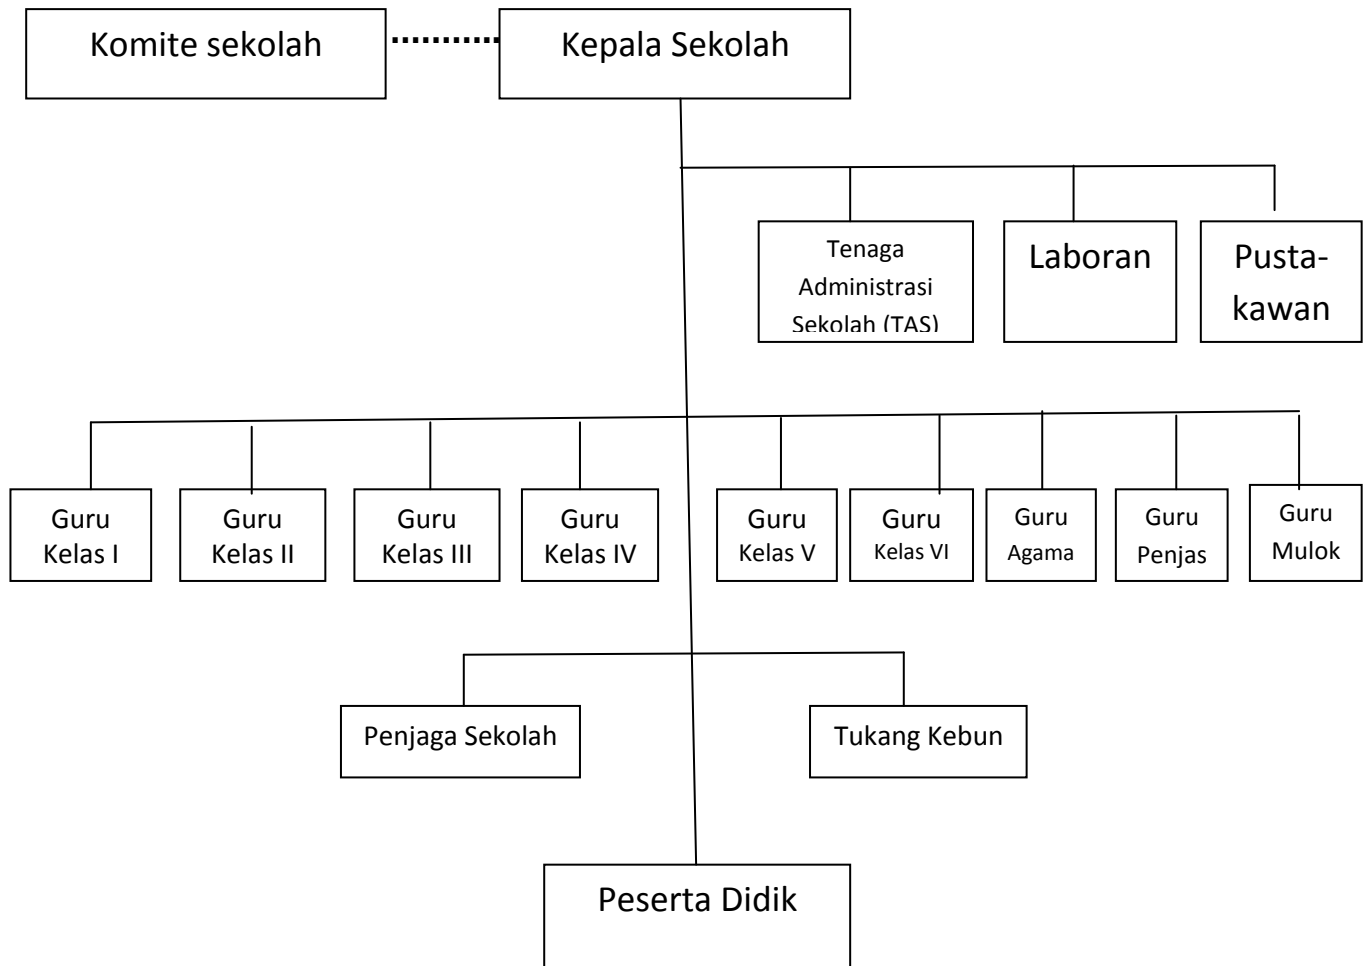 Komite sekolah
Kepala Sekolah
Tenaga
Administrasi
Sekolah (TAS)
Laboran
Pusta-
kawan
Guru
Kelas I
Guru
Kelas II
Guru
Kelas III
Guru
Kelas IV
Guru
Kelas V
Guru
Kelas VI
Guru
Agama
Guru
Penjas
Guru
Mulok
Penjaga Sekolah
Tukang Kebun
Peserta Didik